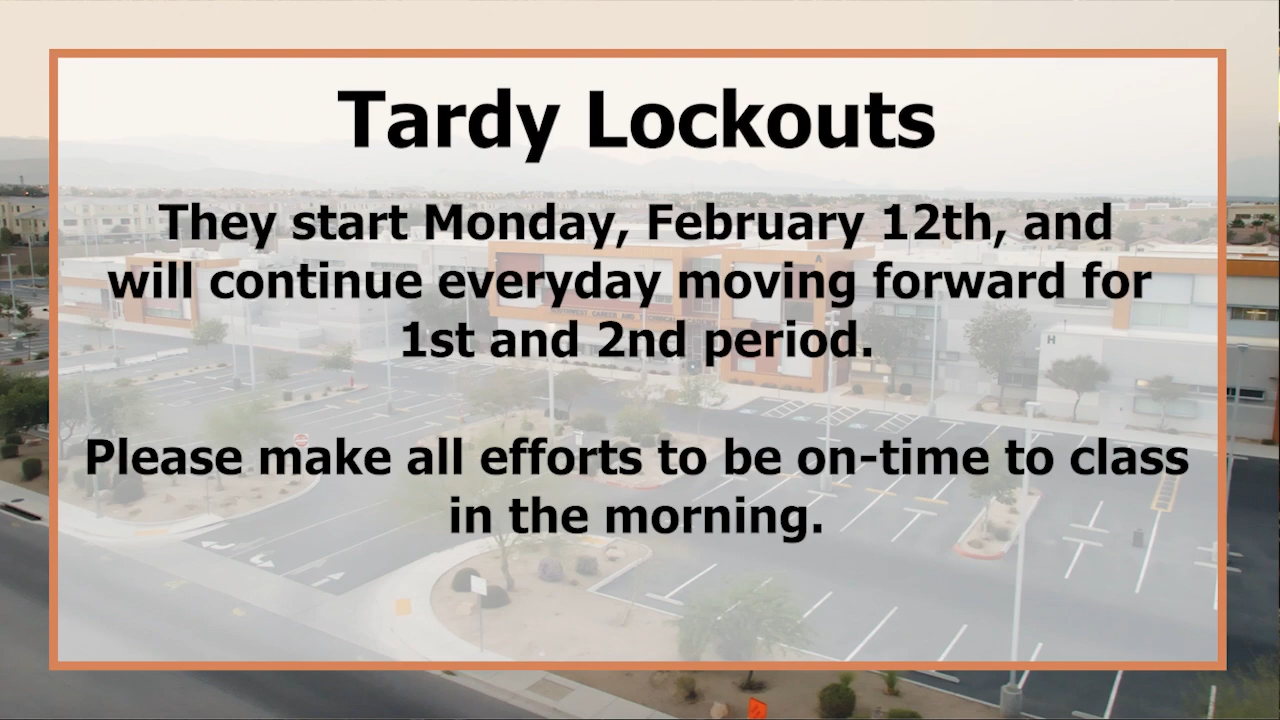 Tardy Lockouts
They start Monday, February 12th, and
will continue everyday moving forward for
1st and 2nd period.
Please make all efforts to be on-time to class
in the morning.
H